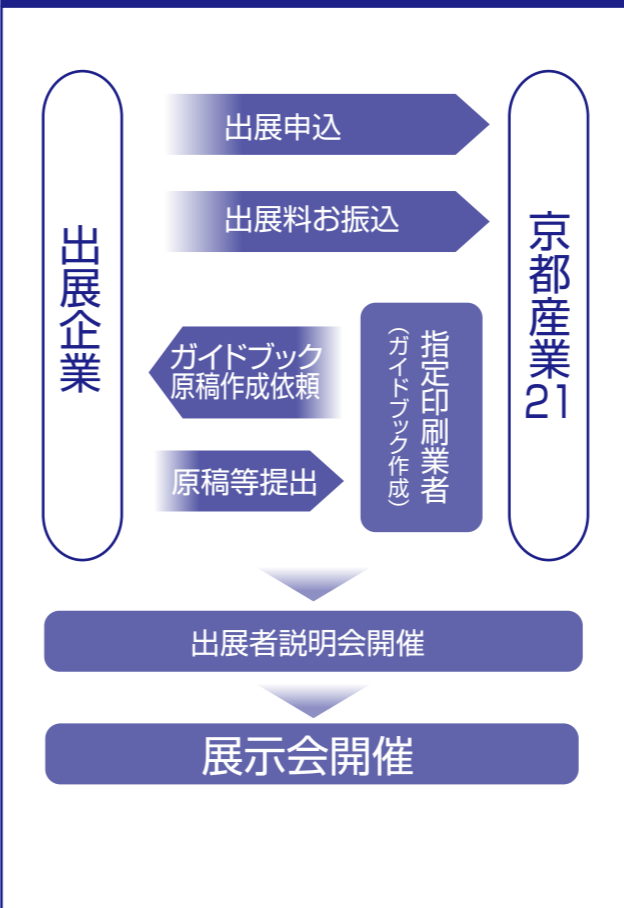 出展企業
出展申込
出展料お振込
ガイドブック
原稿作成依頼
原稿等提出
指定印刷業者
（ガイドブック作成）
京都産業21
出展者説明会開催
展示会開催